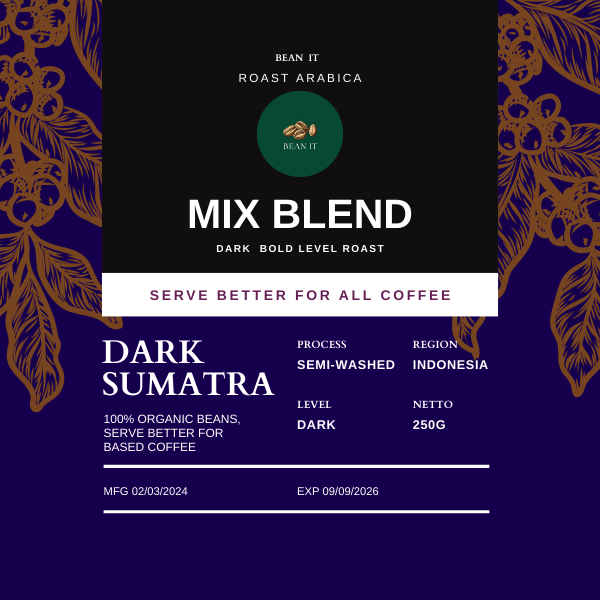 BEAN IT
ROAST ARABICA
BEAN IT
MIX BLEND
DARK BOLD LEVEL ROAST
SERVE BETTER FOR ALL COFFEE
DARK
SUMATRA
100% ORGANIC BEANS,
SERVE BETTER FOR
BASED COFFEE
PROCESS
SEMI-WASHED
REGION
INDONESIA
LEVEL
DARK
NETTO
250G
MFG 02/03/2024
EXP 09/09/2026